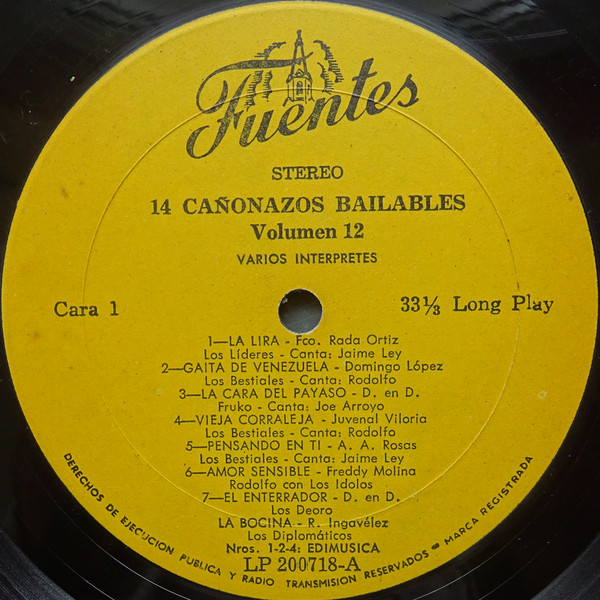 Fuentes
STEREO
14 CAÑONAZOS BAILABLES
Volumen 12
VARIOS INTERPRETES
Cara 1
33⅓ Long Play
1—LA LIRA - Fco. Rada Ortiz
Los Líderes - Canta: Jaime Ley
2—GAITA DE VENEZUELA - Domingo López
Los Bestiales - Canta: Rodolfo
3—LA CARA DEL PAYASO - D. en D.
Fruko - Canta: Joe Arroyo
4—VIEJA CORRALEJA - Juvenal Viloria
Los Bestiales - Canta: Rodolfo
5—PENSANDO EN TI - A. A. Rosas
Los Bestiales - Canta: Jaime Ley
6—AMOR SENSIBLE - Freddy Molina
Rodolfo con Los Idolos
7—EL ENTERRADOR - D. en D.
Los Deoro
LA BOCINA - R. Ingavélez
Los Diplomáticos
Nros. 1-2-4: EDIMUSICA
LP 200718-A
DERECHOS DE EJECUCION PUBLICA Y RADIO TRANSMISION RESERVADOS MARCA REGISTRADA